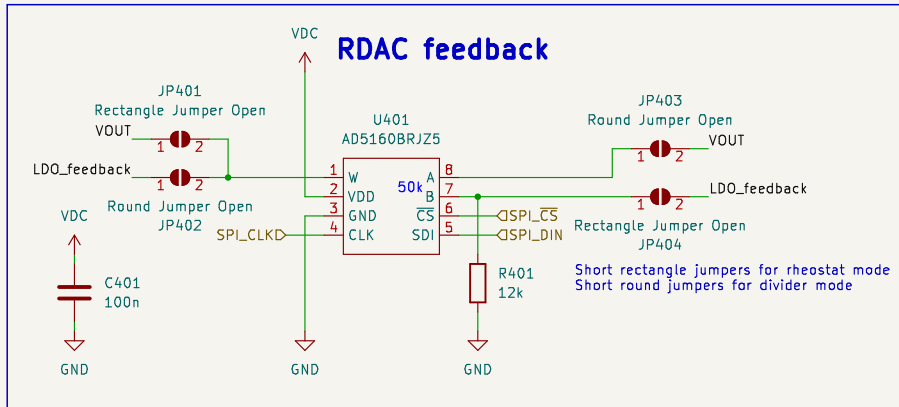 RDAC feedback
VDC
JP401
Rectangle Jumper Open
VOUT
1 2
LDO_feedback
1 2
Round Jumper Open
JP402
U401
AD5160BRJZ5
1 W A 8
2 VDD 50k B 7
3 GND CS 6
4 CLK SDI 5
SPI_CLK
SPI_CS
SPI_DIN
JP403
Round Jumper Open
VOUT
1 2
LDO_feedback
1 2
Rectangle Jumper Open
JP404
VDC
C401
100n
GND
GND
R401
12k
GND
Short rectangle jumpers for rheostat mode
Short round jumpers for divider mode